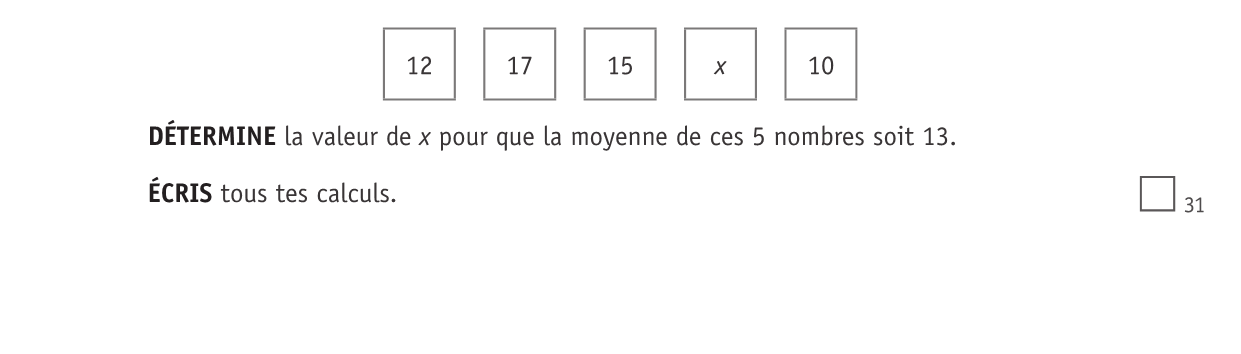 12 17 15 x 10
DÉTERMINE la valeur de x pour que la moyenne de ces 5 nombres soit 13.
ÉCRIS tous tes calculs.
31